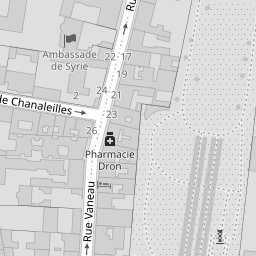 Ru
Ambassade
de Syrie
22
17
19
24
21
2
de Chanaleilles
23
26
Pharmacie
Dron
Rue Vaneau